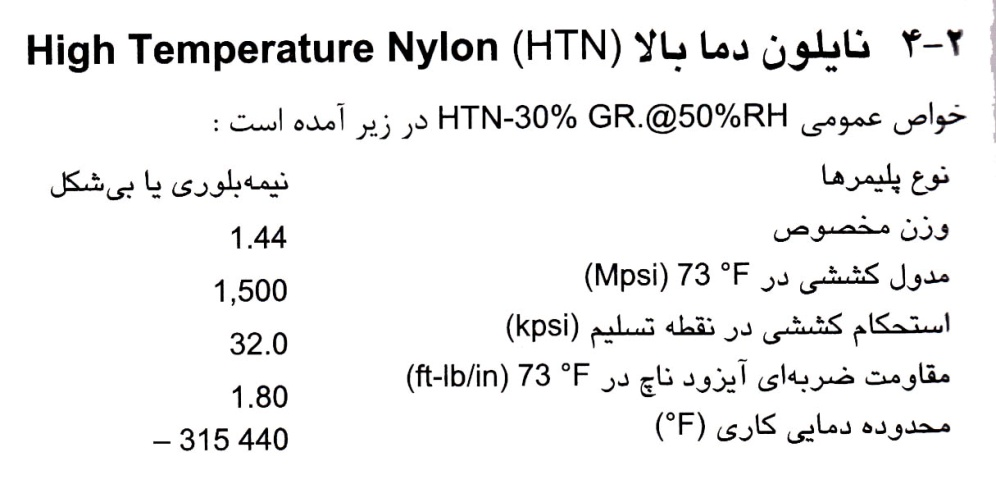 ۴-۲ نایلون دما بالا High Temperature Nylon (HTN)
خواص عمومی HTN-30% GR.@50%RH در زیر آمده است :
نوع پلیمرها نیمه‌بلوری یا بی‌شکل
وزن مخصوص 1.44
مدول کششی در 73 °F (Mpsi) 1,500
استحکام کششی در نقطه تسلیم (kpsi) 32.0
مقاومت ضربه‌ای آیزود ناچ در 73 °F (ft-lb/in) 1.80
محدوده دمایی کاری (°F) – 315 440